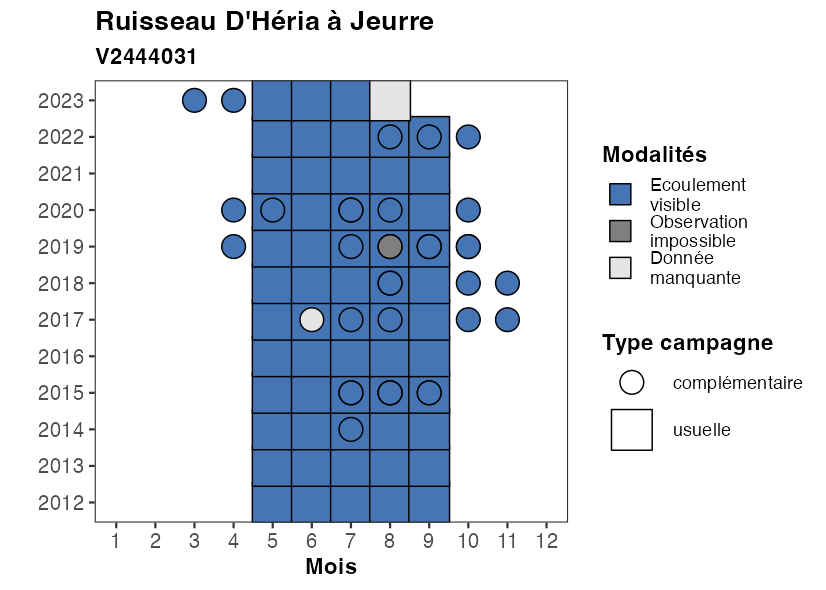 Ruisseau D'Héria à Jeurre
V2444031
2023
2022
2021
2020
2019
2018
2017
2016
2015
2014
2013
2012
1 2 3 4 5 6 7 8 9 10 11 12
Mois
Modalités
Ecoulement
visible
Observation
impossible
Donnée
manquante
Type campagne
complémentaire
usuelle